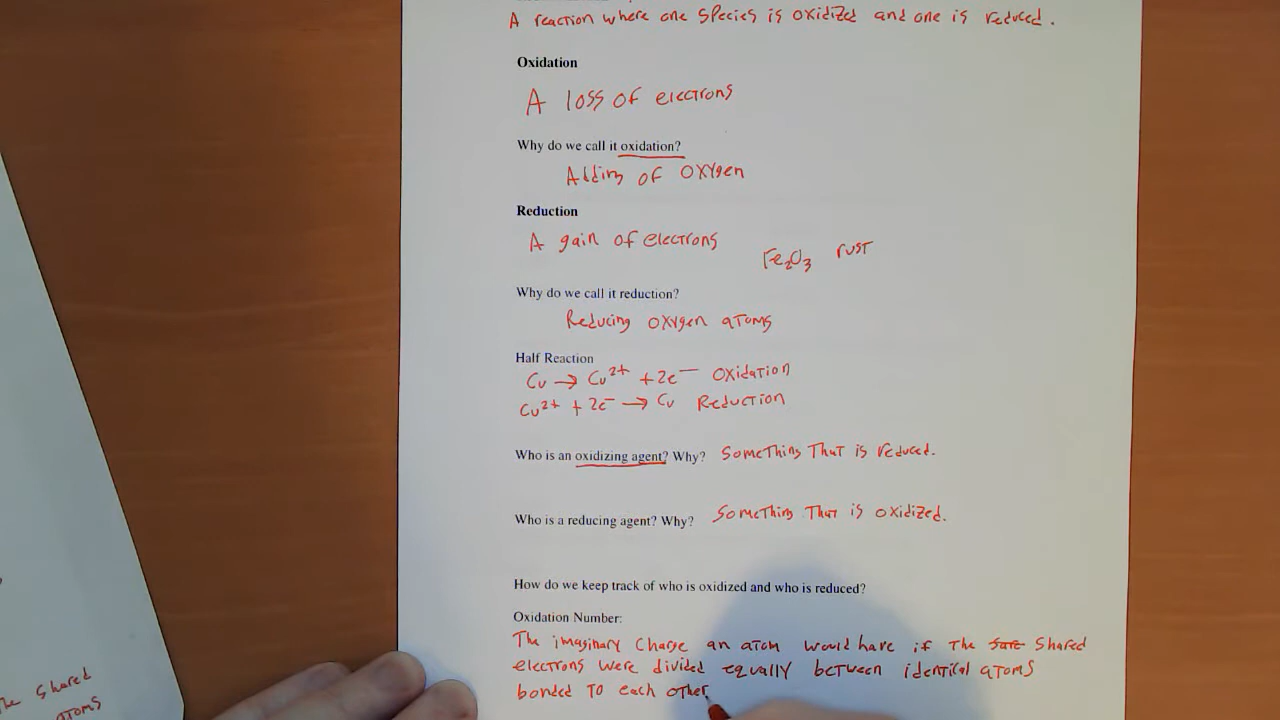 A reaction where one species is oxidized and one is reduced.
Oxidation
A loss of electrons
Why do we call it oxidation?
Adding of oxygen
Reduction
A gain of electrons
Fe₂O₃ rust
Why do we call it reduction?
Reducing oxygen atoms
Half Reaction
Cu → Cu²⁺ + 2e⁻ Oxidation
Cu²⁺ + 2e⁻ → Cu Reduction
Who is an oxidizing agent? Why? Something that is reduced.
Who is a reducing agent? Why? Something that is oxidized.
How do we keep track of who is oxidized and who is reduced?
Oxidation Number:
The imaginary charge an atom would have if the shared
electrons were divided equally between identical atoms
bonded to each other
the shared
atoms